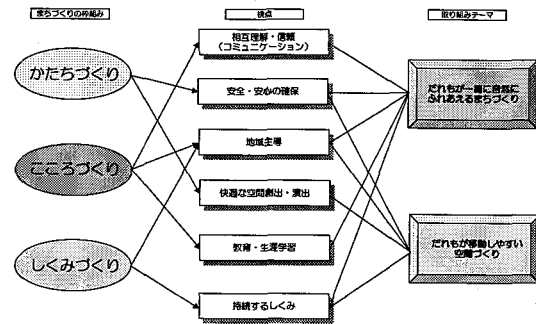 まちづくりの枠組み
視点
取り組みテーマ
かたちづくり
こころづくり
しくみづくり
相互理解・信頼
（コミュニケーション）
安全・安心の確保
地域主導
快適な空間創出・演出
教育・生涯学習
持続するしくみ
だれもが一緒に自然に
ふれあえるまちづくり
だれもが移動しやすい
空間づくり